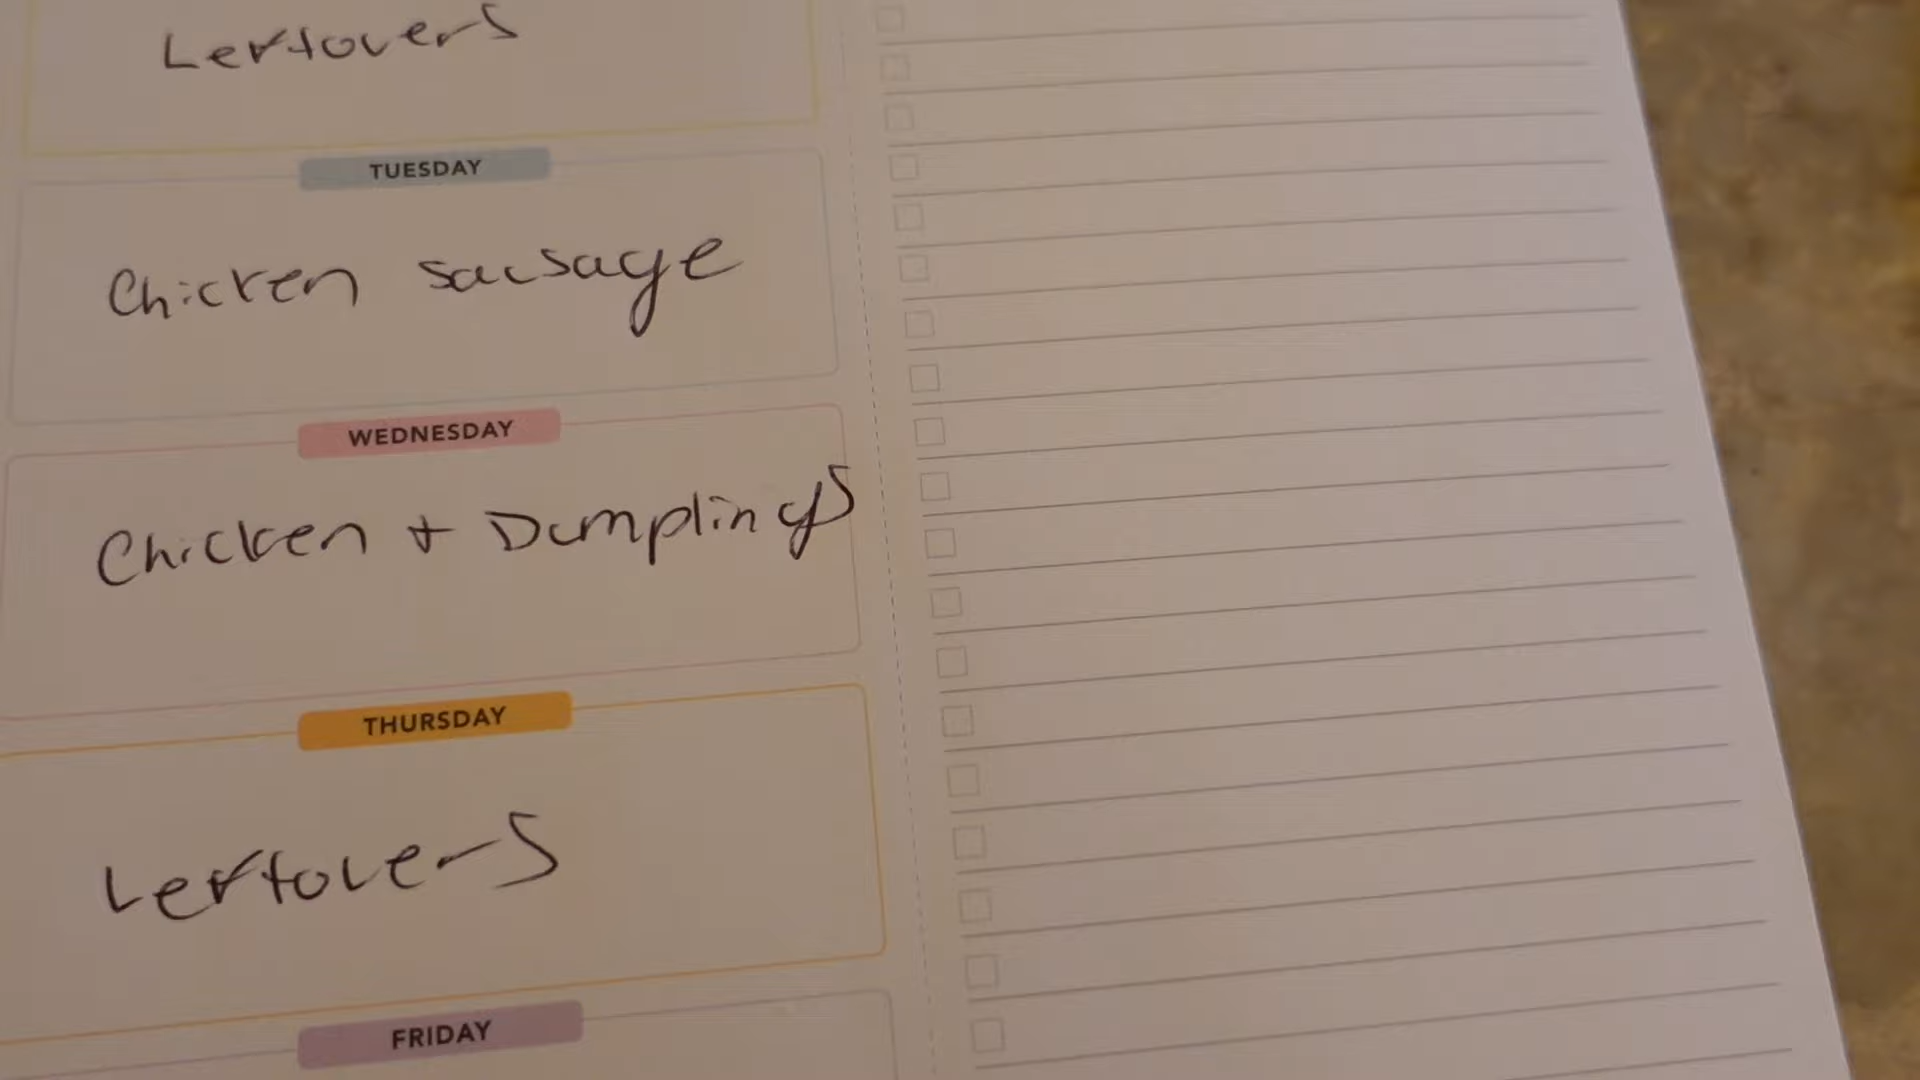 Leftovers
TUESDAY
Chicken sausage
WEDNESDAY
Chicken + Dumplings
THURSDAY
Leftovers
FRIDAY